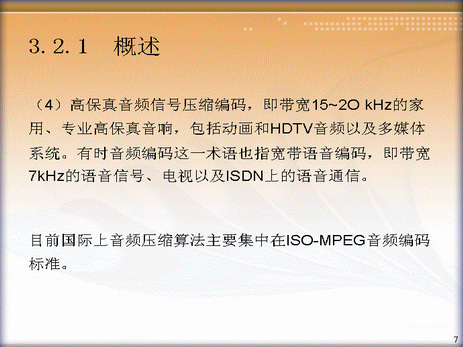 3.2.1 概述
（4）高保真音频信号压缩编码，即带宽15~2O kHz的家
用、专业高保真音响，包括动画和HDTV音频以及多媒体
系统。有时音频编码这一术语也指宽带语音编码，即带宽
7kHz的语音信号、电视以及ISDN上的语音通信。
目前国际上音频压缩算法主要集中在ISO-MPEG音频编码
标准。
7